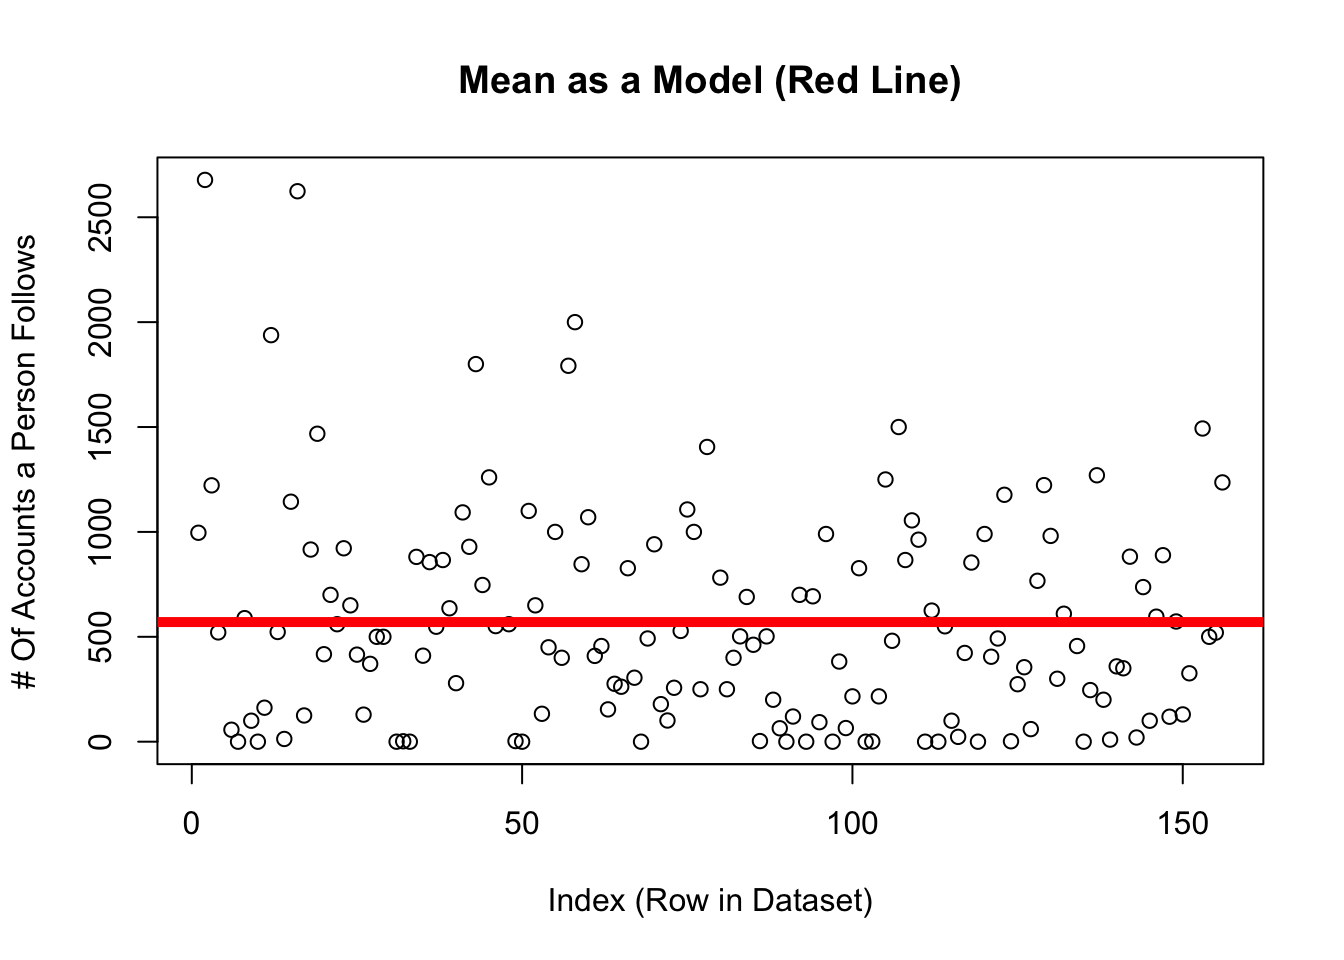 Mean as a Model (Red Line)
# Of Accounts a Person Follows
2500
2000
1500
1000
500
0
0 50 100 150
Index (Row in Dataset)